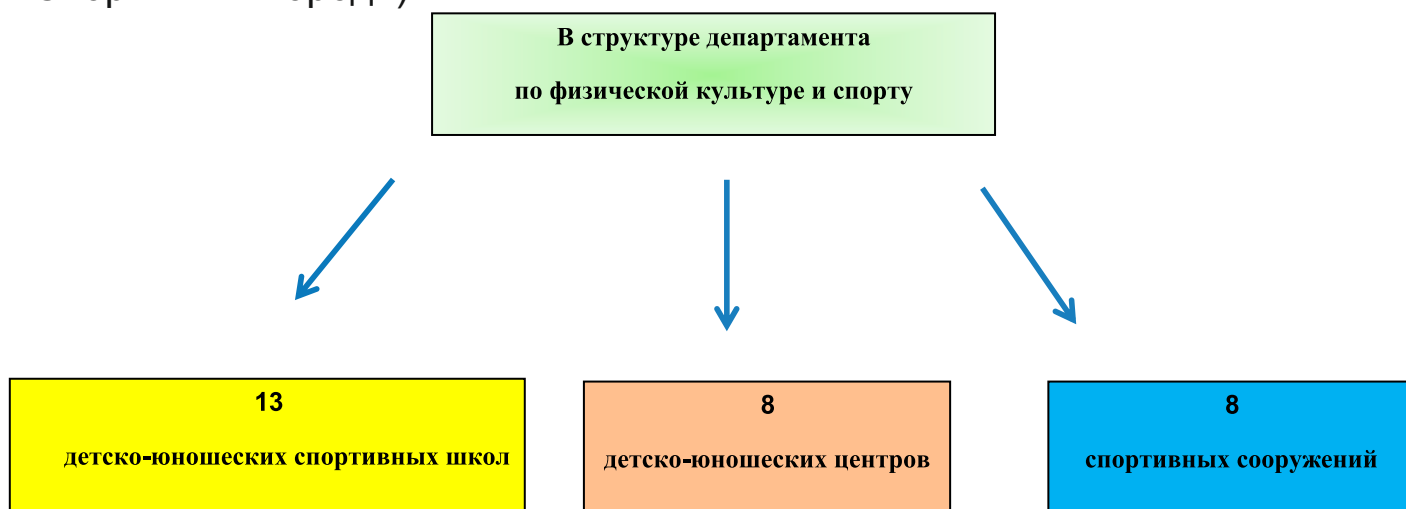 В структуре департамента
по физической культуре и спорту
13
детско-юношеских спортивных школ
8
детско-юношеских центров
8
спортивных сооружений